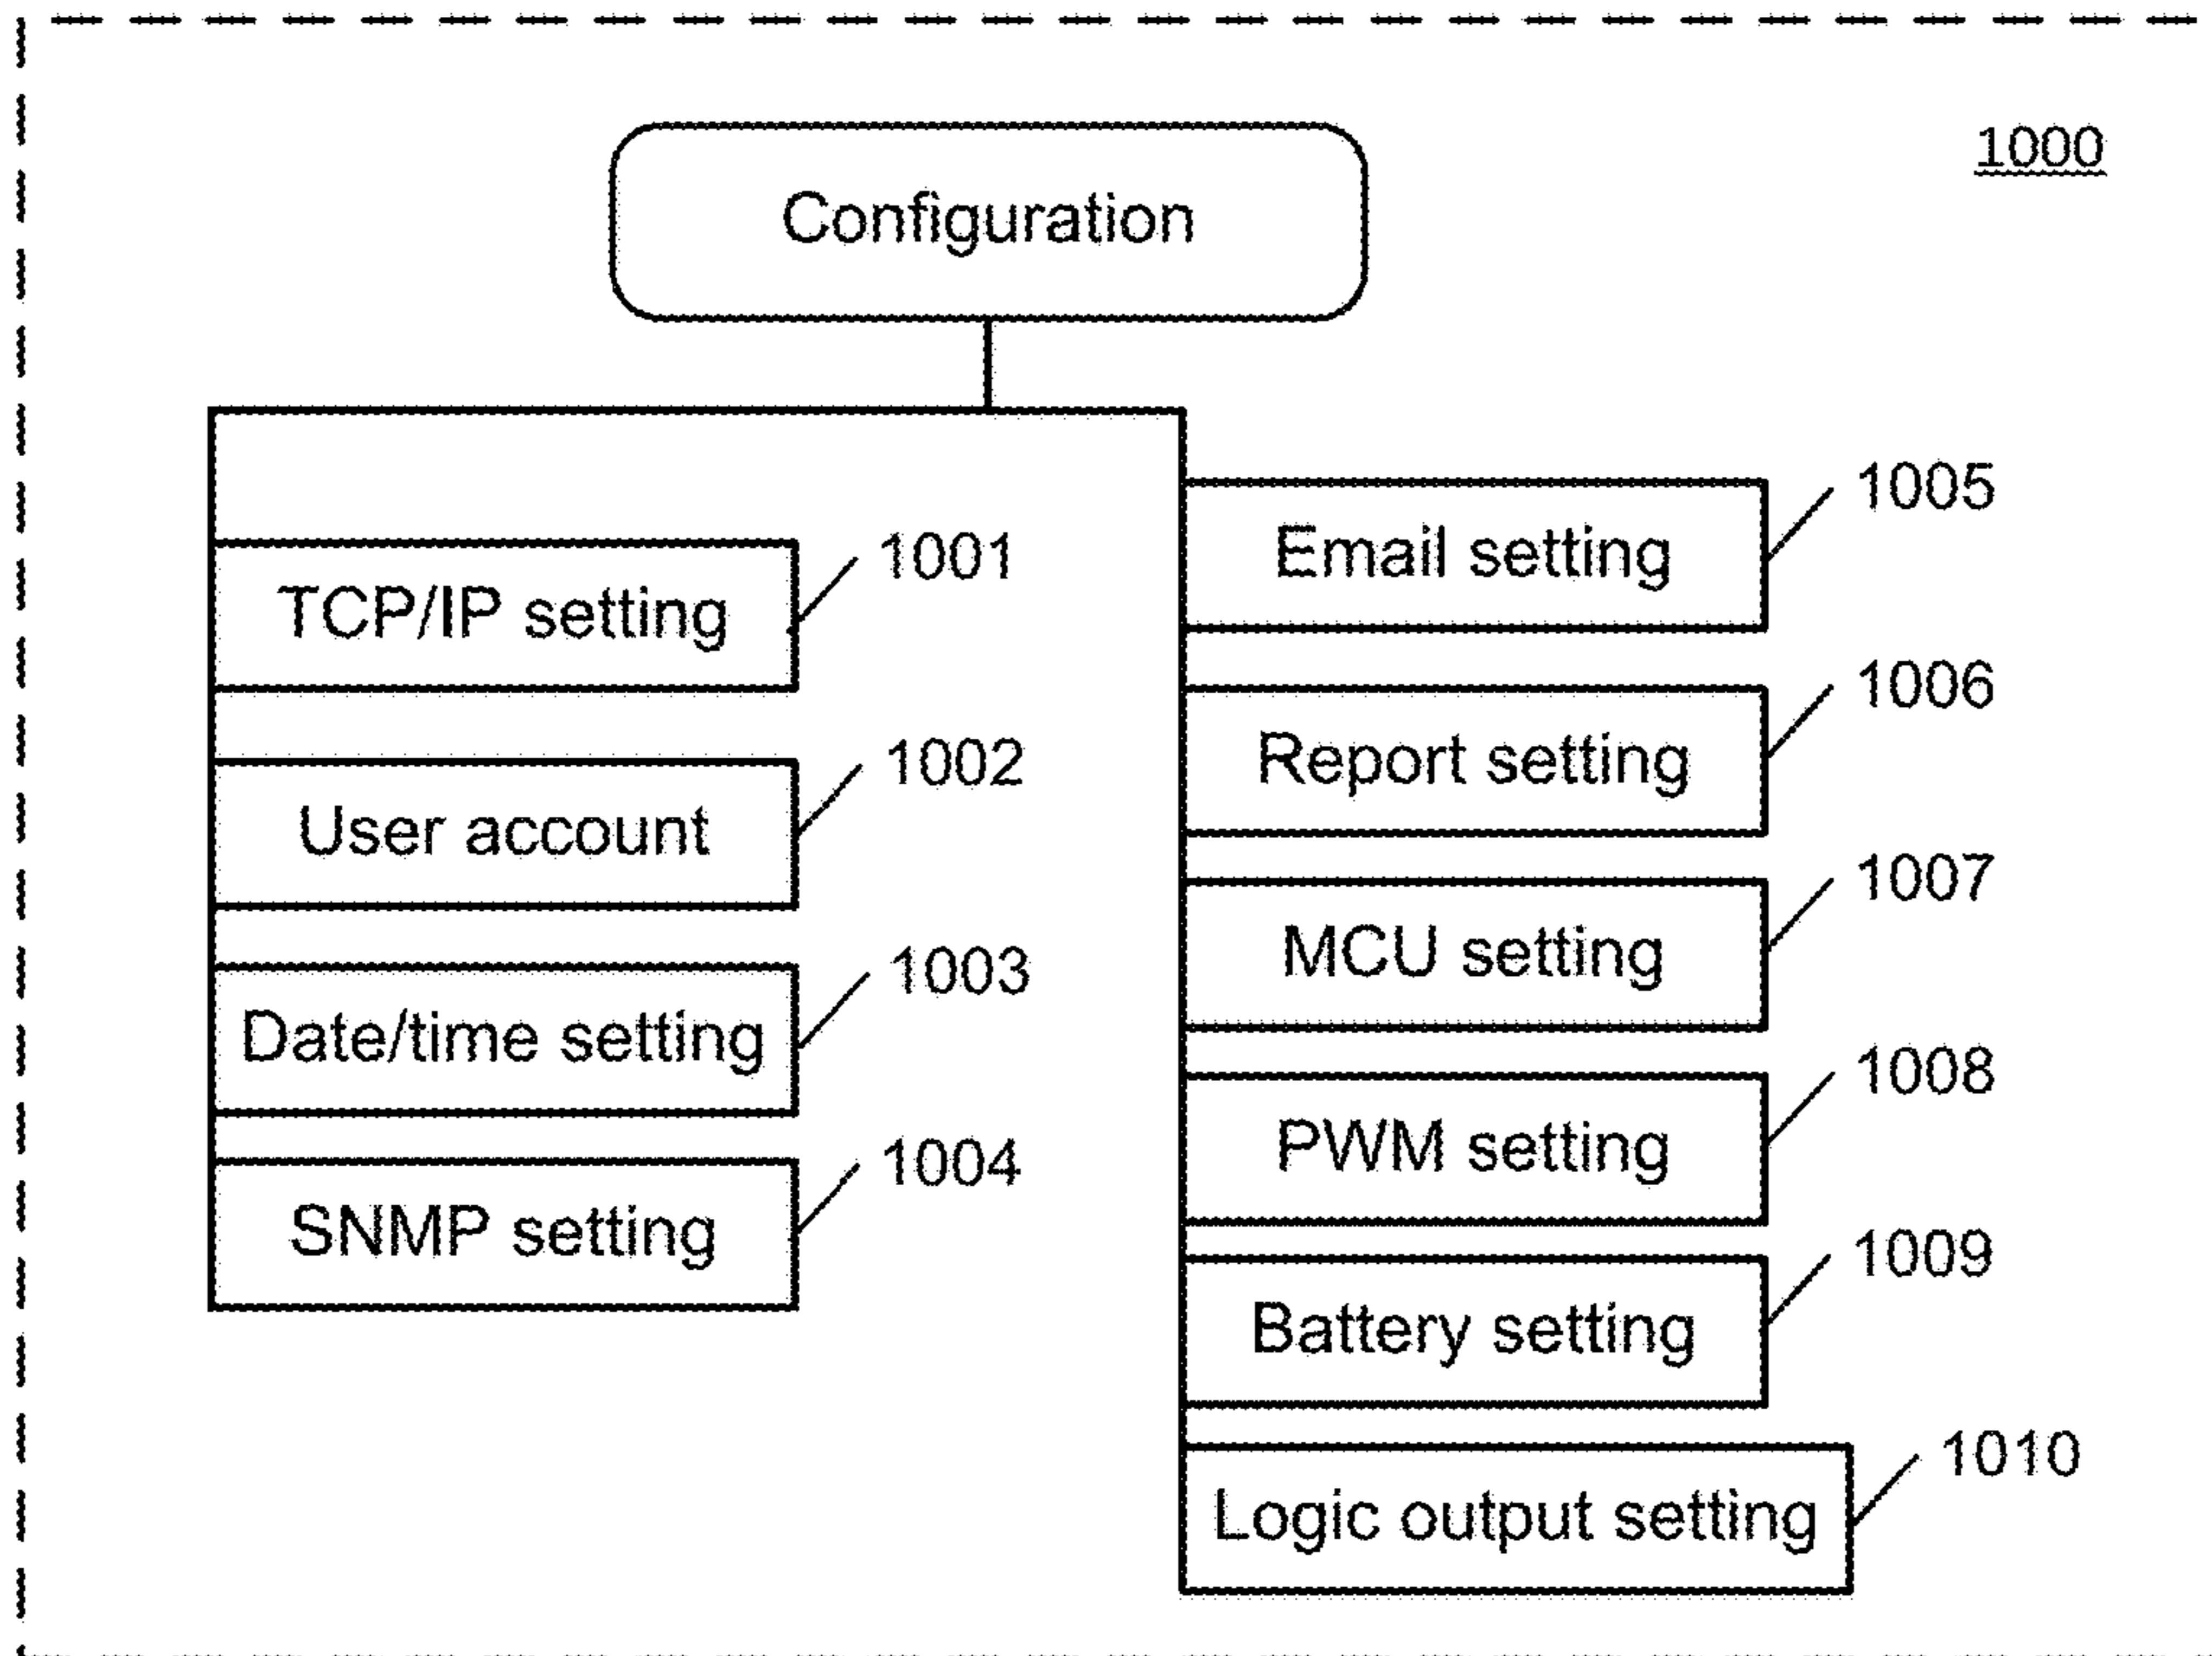 1000
Configuration
TCP/IP setting
1001
User account
1002
Date/time setting
1003
SNMP setting
1004
Email setting
1005
Report setting
1006
MCU setting
1007
PWM setting
1008
Battery setting
1009
Logic output setting
1010